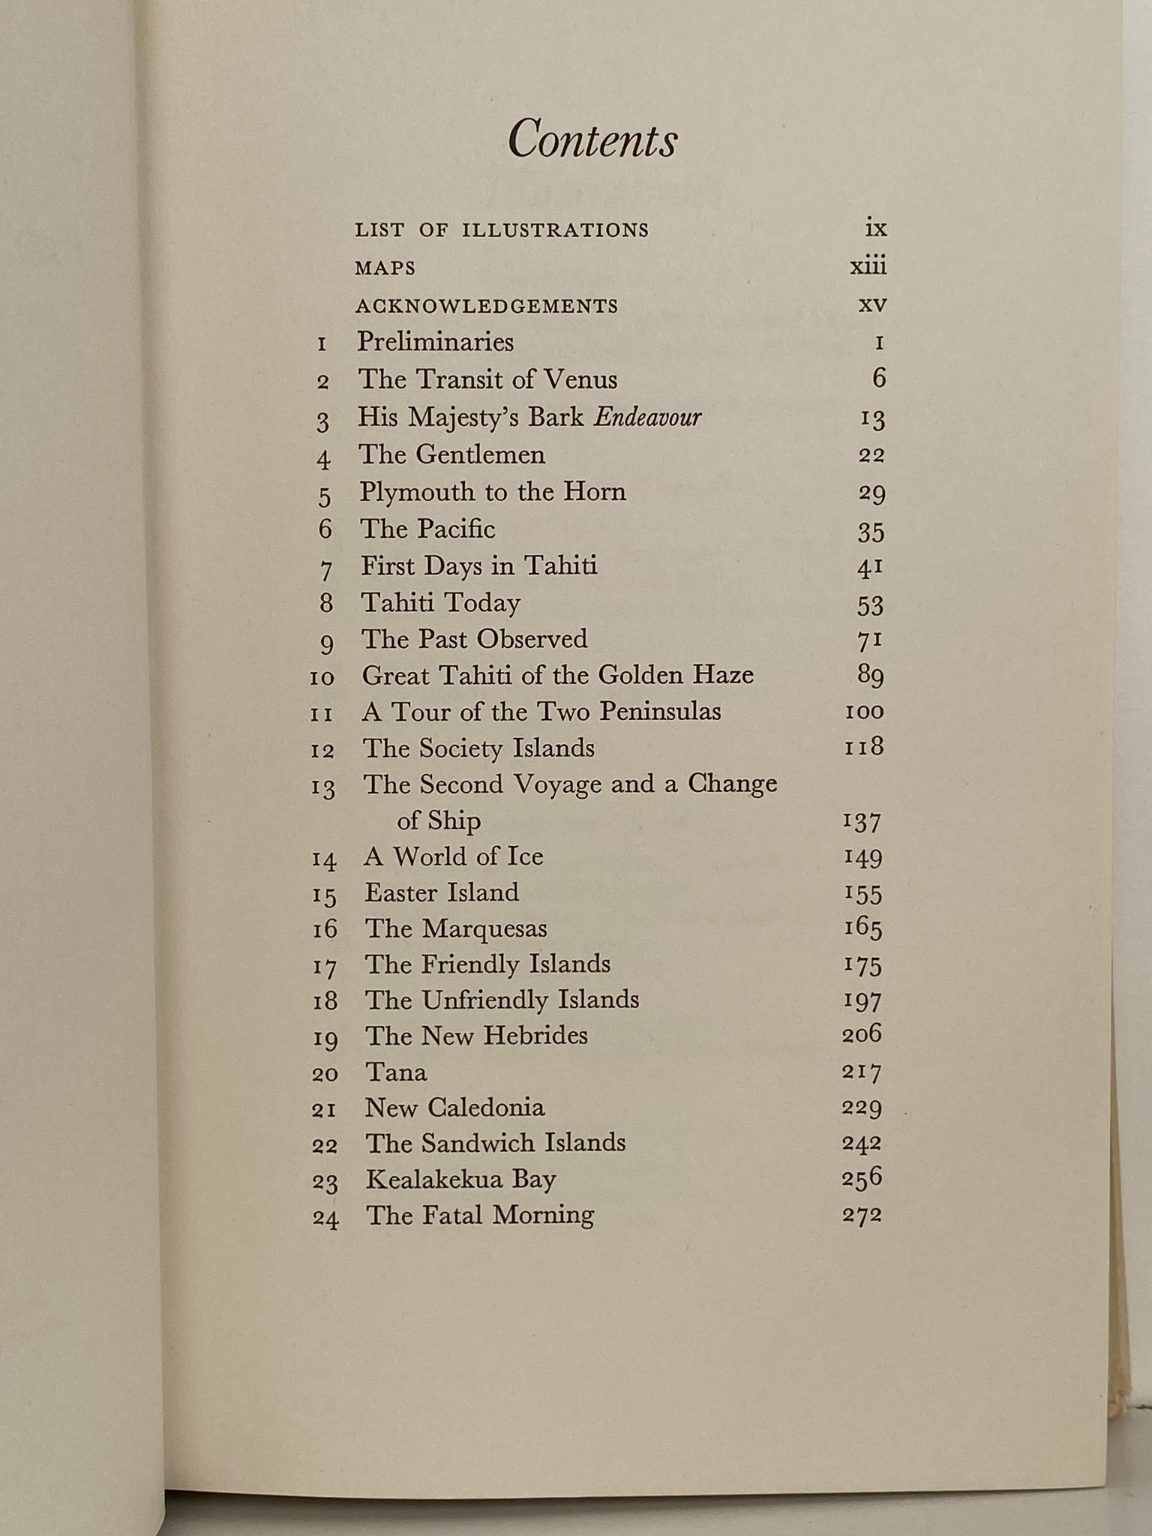 Contents
LIST OF ILLUSTRATIONS ix
MAPS xiii
ACKNOWLEDGEMENTS xv
1 Preliminaries 1
2 The Transit of Venus 6
3 His Majesty's Bark Endeavour 13
4 The Gentlemen 22
5 Plymouth to the Horn 29
6 The Pacific 35
7 First Days in Tahiti 41
8 Tahiti Today 53
9 The Past Observed 71
10 Great Tahiti of the Golden Haze 89
11 A Tour of the Two Peninsulas 100
12 The Society Islands 118
13 The Second Voyage and a Change
of Ship 137
14 A World of Ice 149
15 Easter Island 155
16 The Marquesas 165
17 The Friendly Islands 175
18 The Unfriendly Islands 197
19 The New Hebrides 206
20 Tana 217
21 New Caledonia 229
22 The Sandwich Islands 242
23 Kealakekua Bay 256
24 The Fatal Morning 272